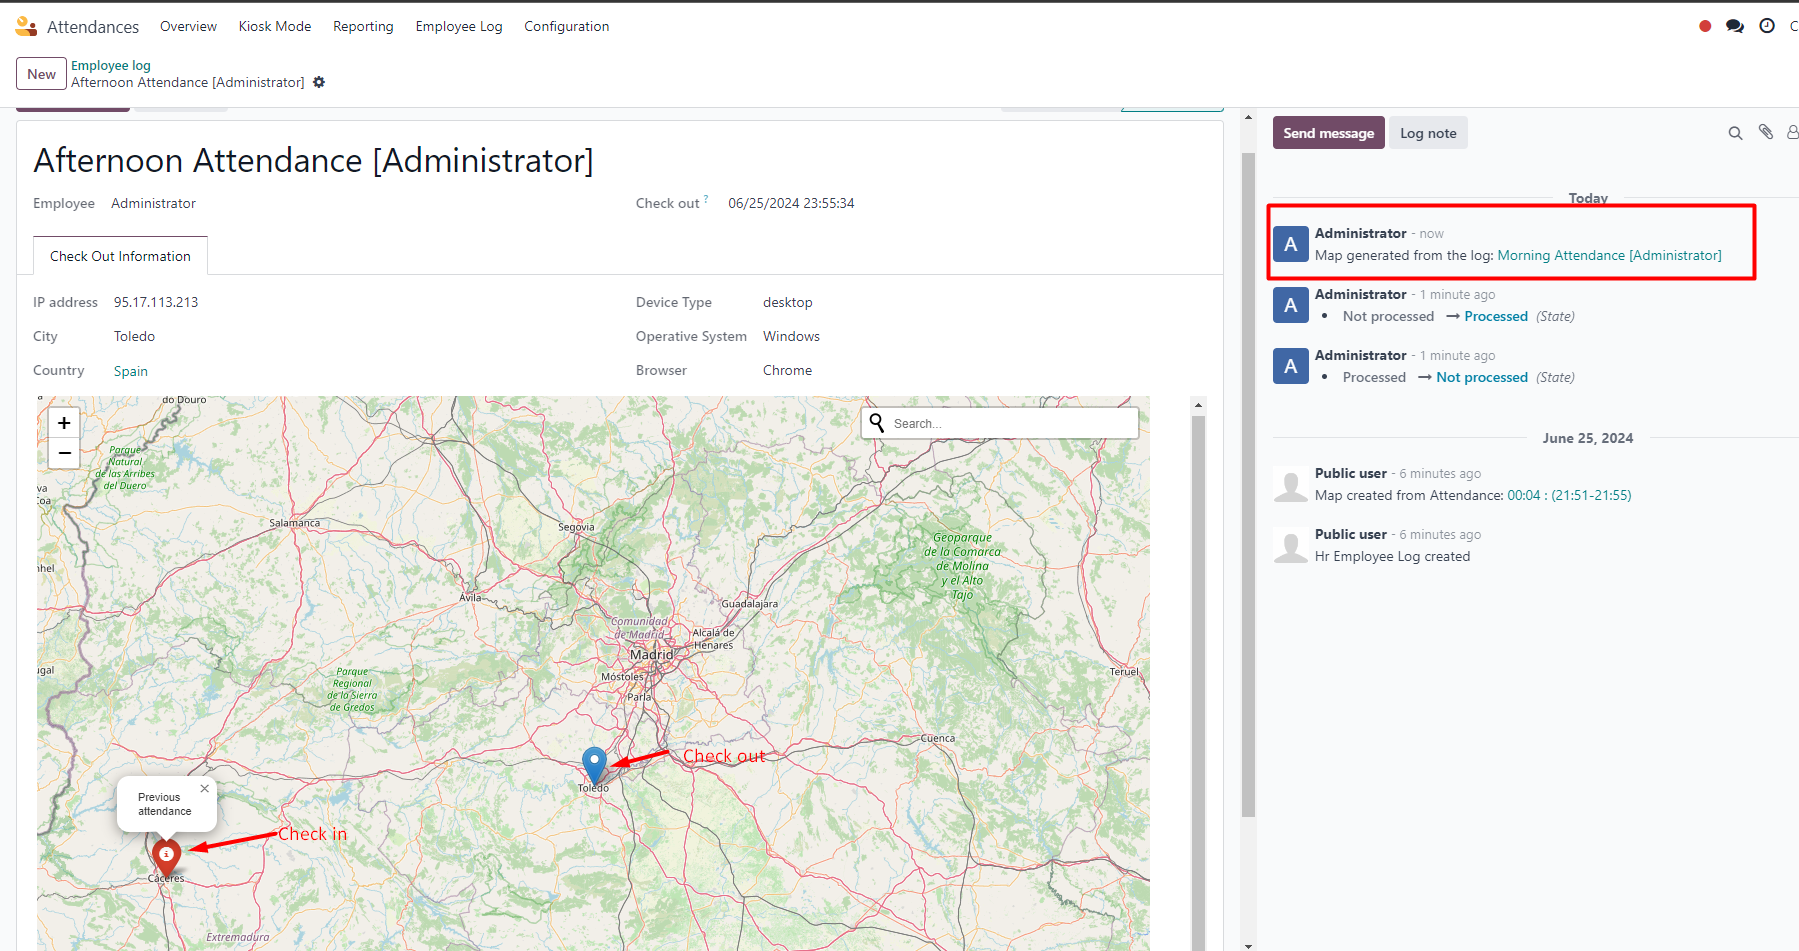 Attendances Overview Kiosk Mode Reporting Employee Log Configuration
New
Employee log
Afternoon Attendance [Administrator]
Afternoon Attendance [Administrator]
Employee Administrator
Check out ? 06/25/2024 23:55:34
Check Out Information
IP address 95.17.113.213
Device Type desktop
City Toledo
Operative System Windows
Country Spain
Browser Chrome
+
−
Search...
do Douro
Parque
Natural
de las Arribes
del Duero
va
Coa
Salamanca
Segovia
Geoparque
de la Comarca
de Molina
y el Alto
Tajo
nhel
Ávila
Guadalajara
Comunidad
de Madrid
Alcalá de
Henares
Madrid
ugal
Parque
Regional
de la Sierra
de Gredos
Móstoles
Parla
Teruel
Cuenca
Check out
Toledo
Previous
attendance
×
Check in
Cáceres
Extremadura
Send message Log note
Today
A
Administrator - now
Map generated from the log: Morning Attendance [Administrator]
A
Administrator - 1 minute ago
• Not processed → Processed (State)
A
Administrator - 1 minute ago
• Processed → Not processed (State)
June 25, 2024
Public user - 6 minutes ago
Map created from Attendance: 00:04 : (21:51-21:55)
Public user - 6 minutes ago
Hr Employee Log created